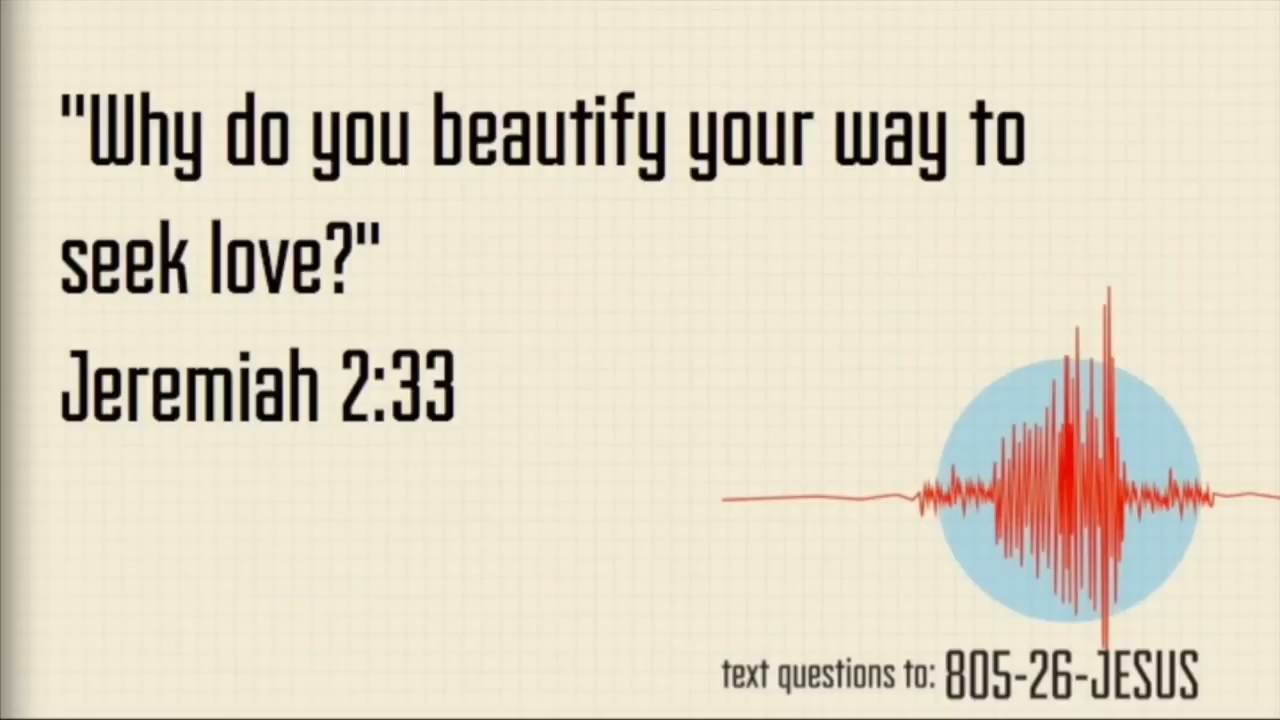 "Why do you beautify your way to
seek love?"
Jeremiah 2:33
text questions to: 805-26-JESUS